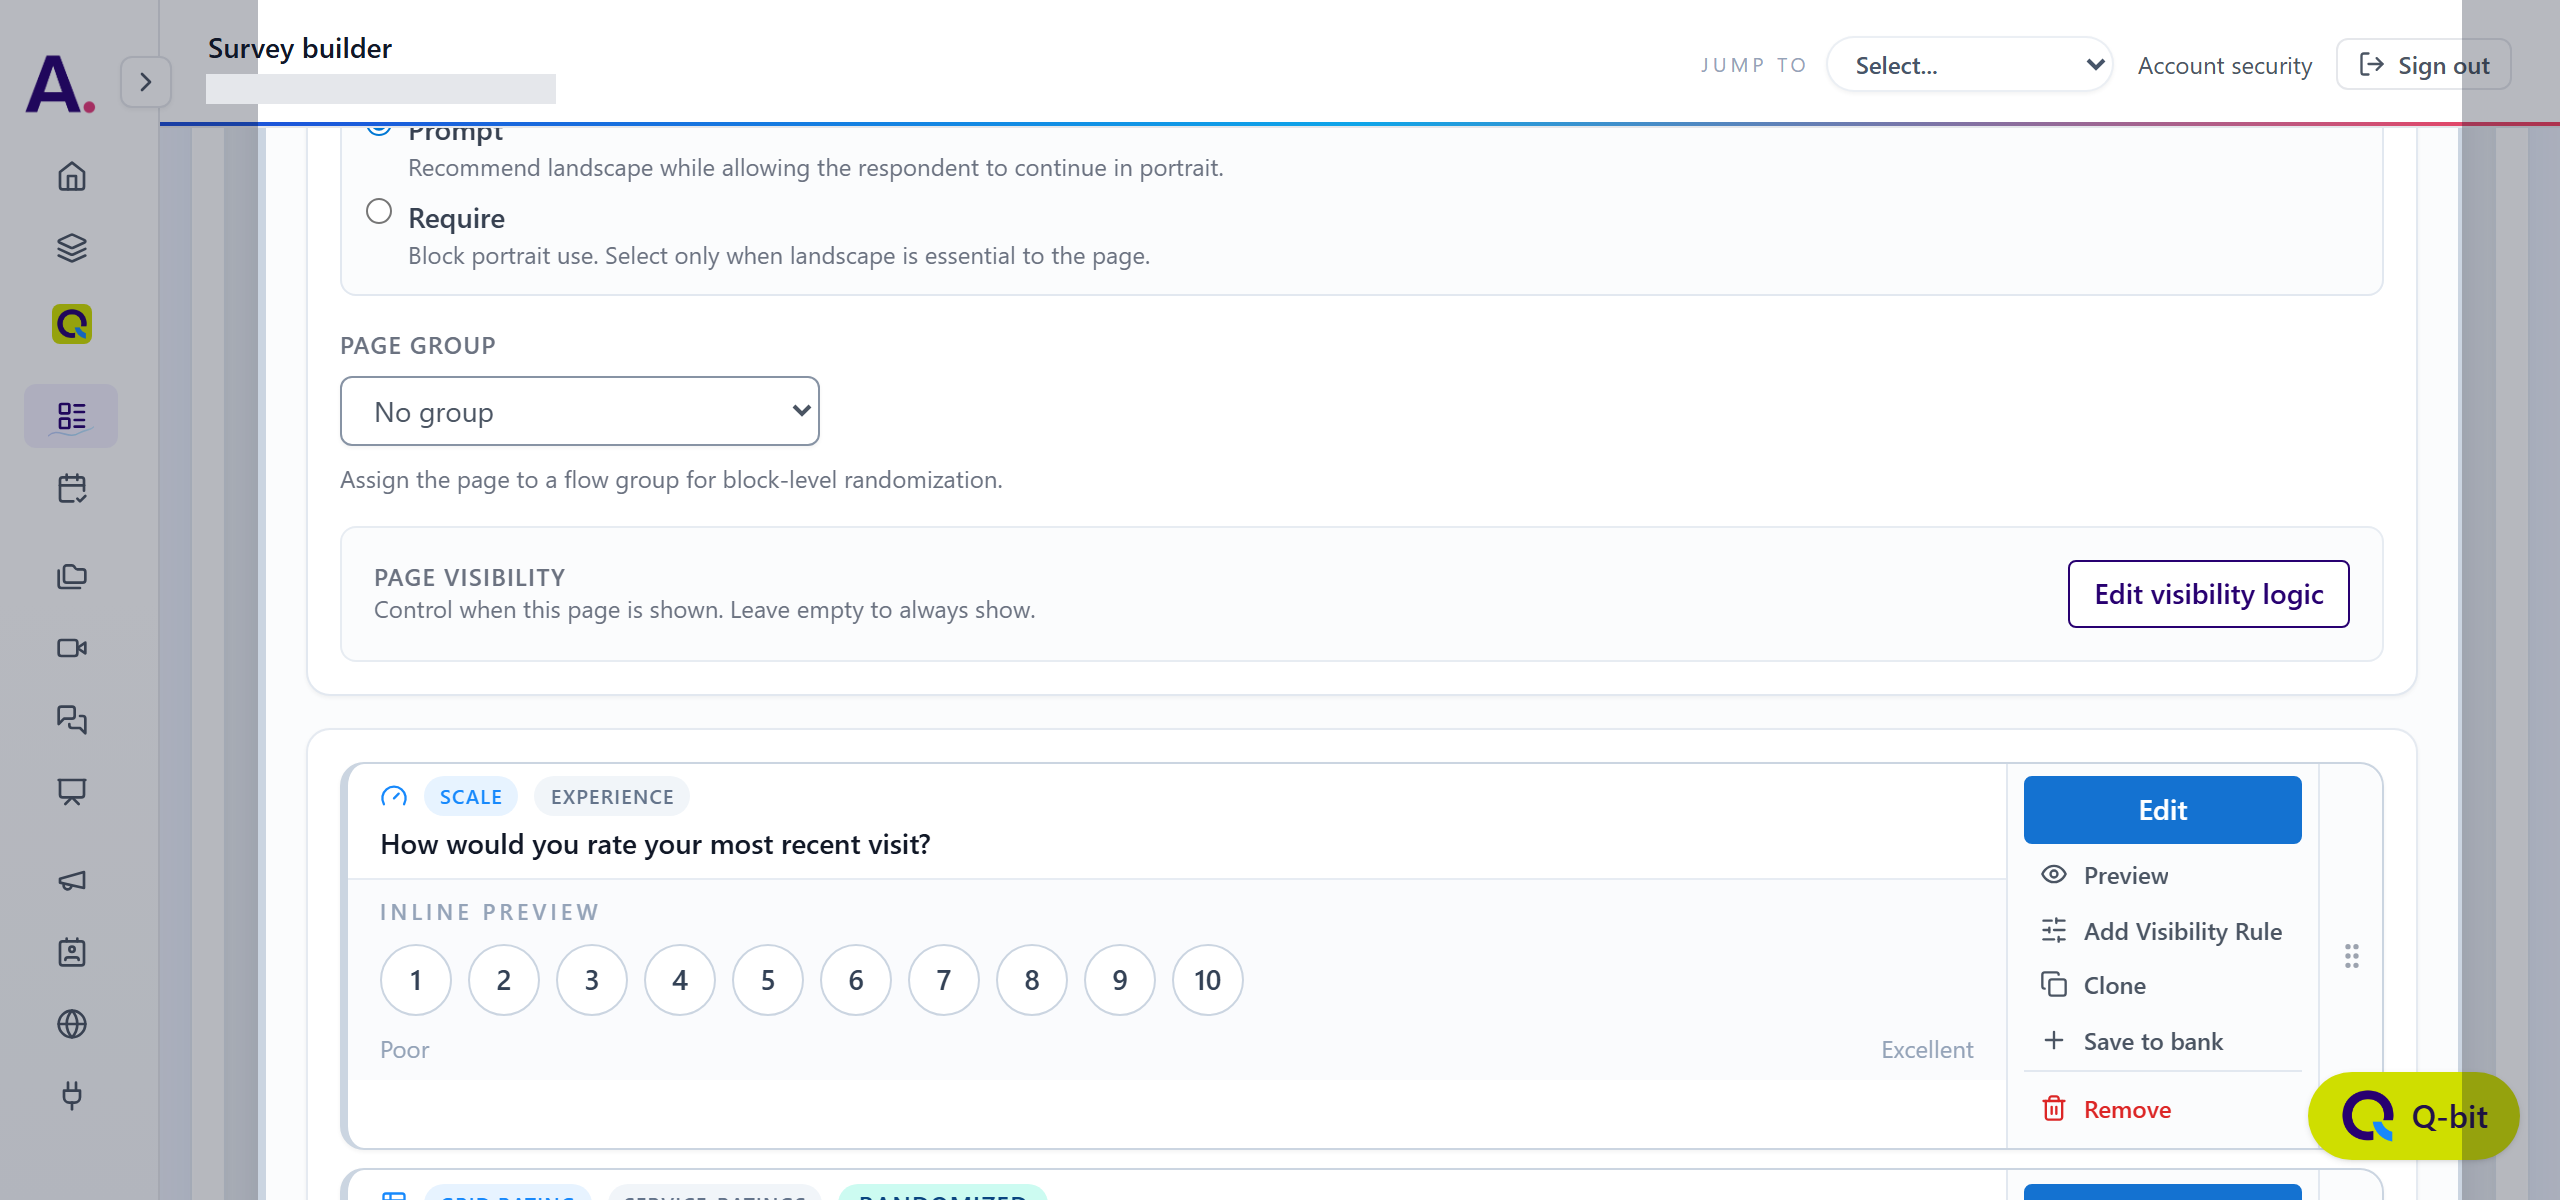 A.
Survey builder
JUMP TO
Select...
Account security
Sign out
Prompt
Recommend landscape while allowing the respondent to continue in portrait.
Require
Block portrait use. Select only when landscape is essential to the page.
PAGE GROUP
No group
Assign the page to a flow group for block-level randomization.
PAGE VISIBILITY
Control when this page is shown. Leave empty to always show.
Edit visibility logic
SCALE EXPERIENCE
How would you rate your most recent visit?
INLINE PREVIEW
1 2 3 4 5 6 7 8 9 10
Poor Excellent
Edit
Preview
Add Visibility Rule
Clone
Save to bank
Remove
Q-bit
GRID RATING SERVICE_RATINGS RANDOMIZED